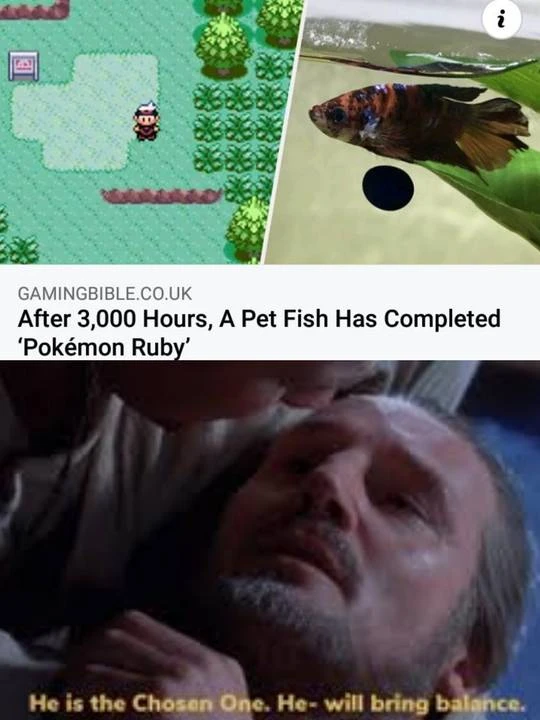 i
GAMINGBIBLE.CO.UK
After 3,000 Hours, A Pet Fish Has Completed
‘Pokémon Ruby’
He is the Chosen One. He- will bring balance.